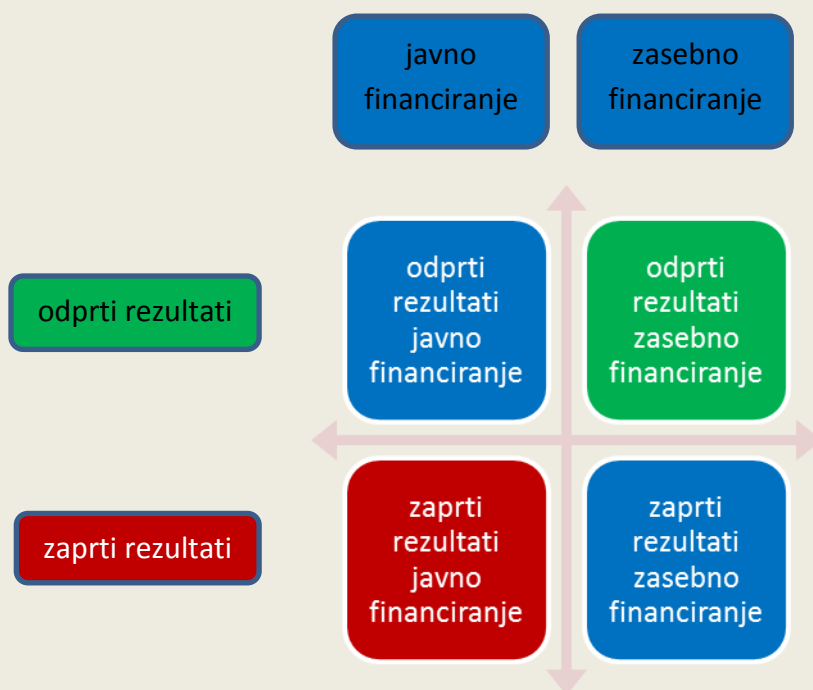 javno
financiranje
zasebno
financiranje
odprti rezultati
odprti
rezultati
javno
financiranje
odprti
rezultati
zasebno
financiranje
zaprti rezultati
zaprti
rezultati
javno
financiranje
zaprti
rezultati
zasebno
financiranje